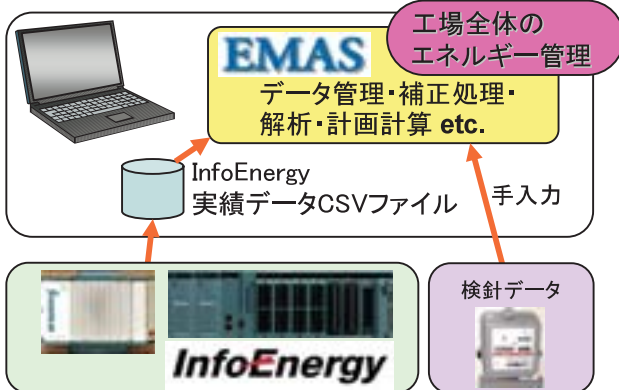 工場全体の
エネルギー管理
EMAS
データ管理・補正処理・
解析・計画計算 etc.
InfoEnergy
実績データCSVファイル
手入力
InfoEnergy
検針データ